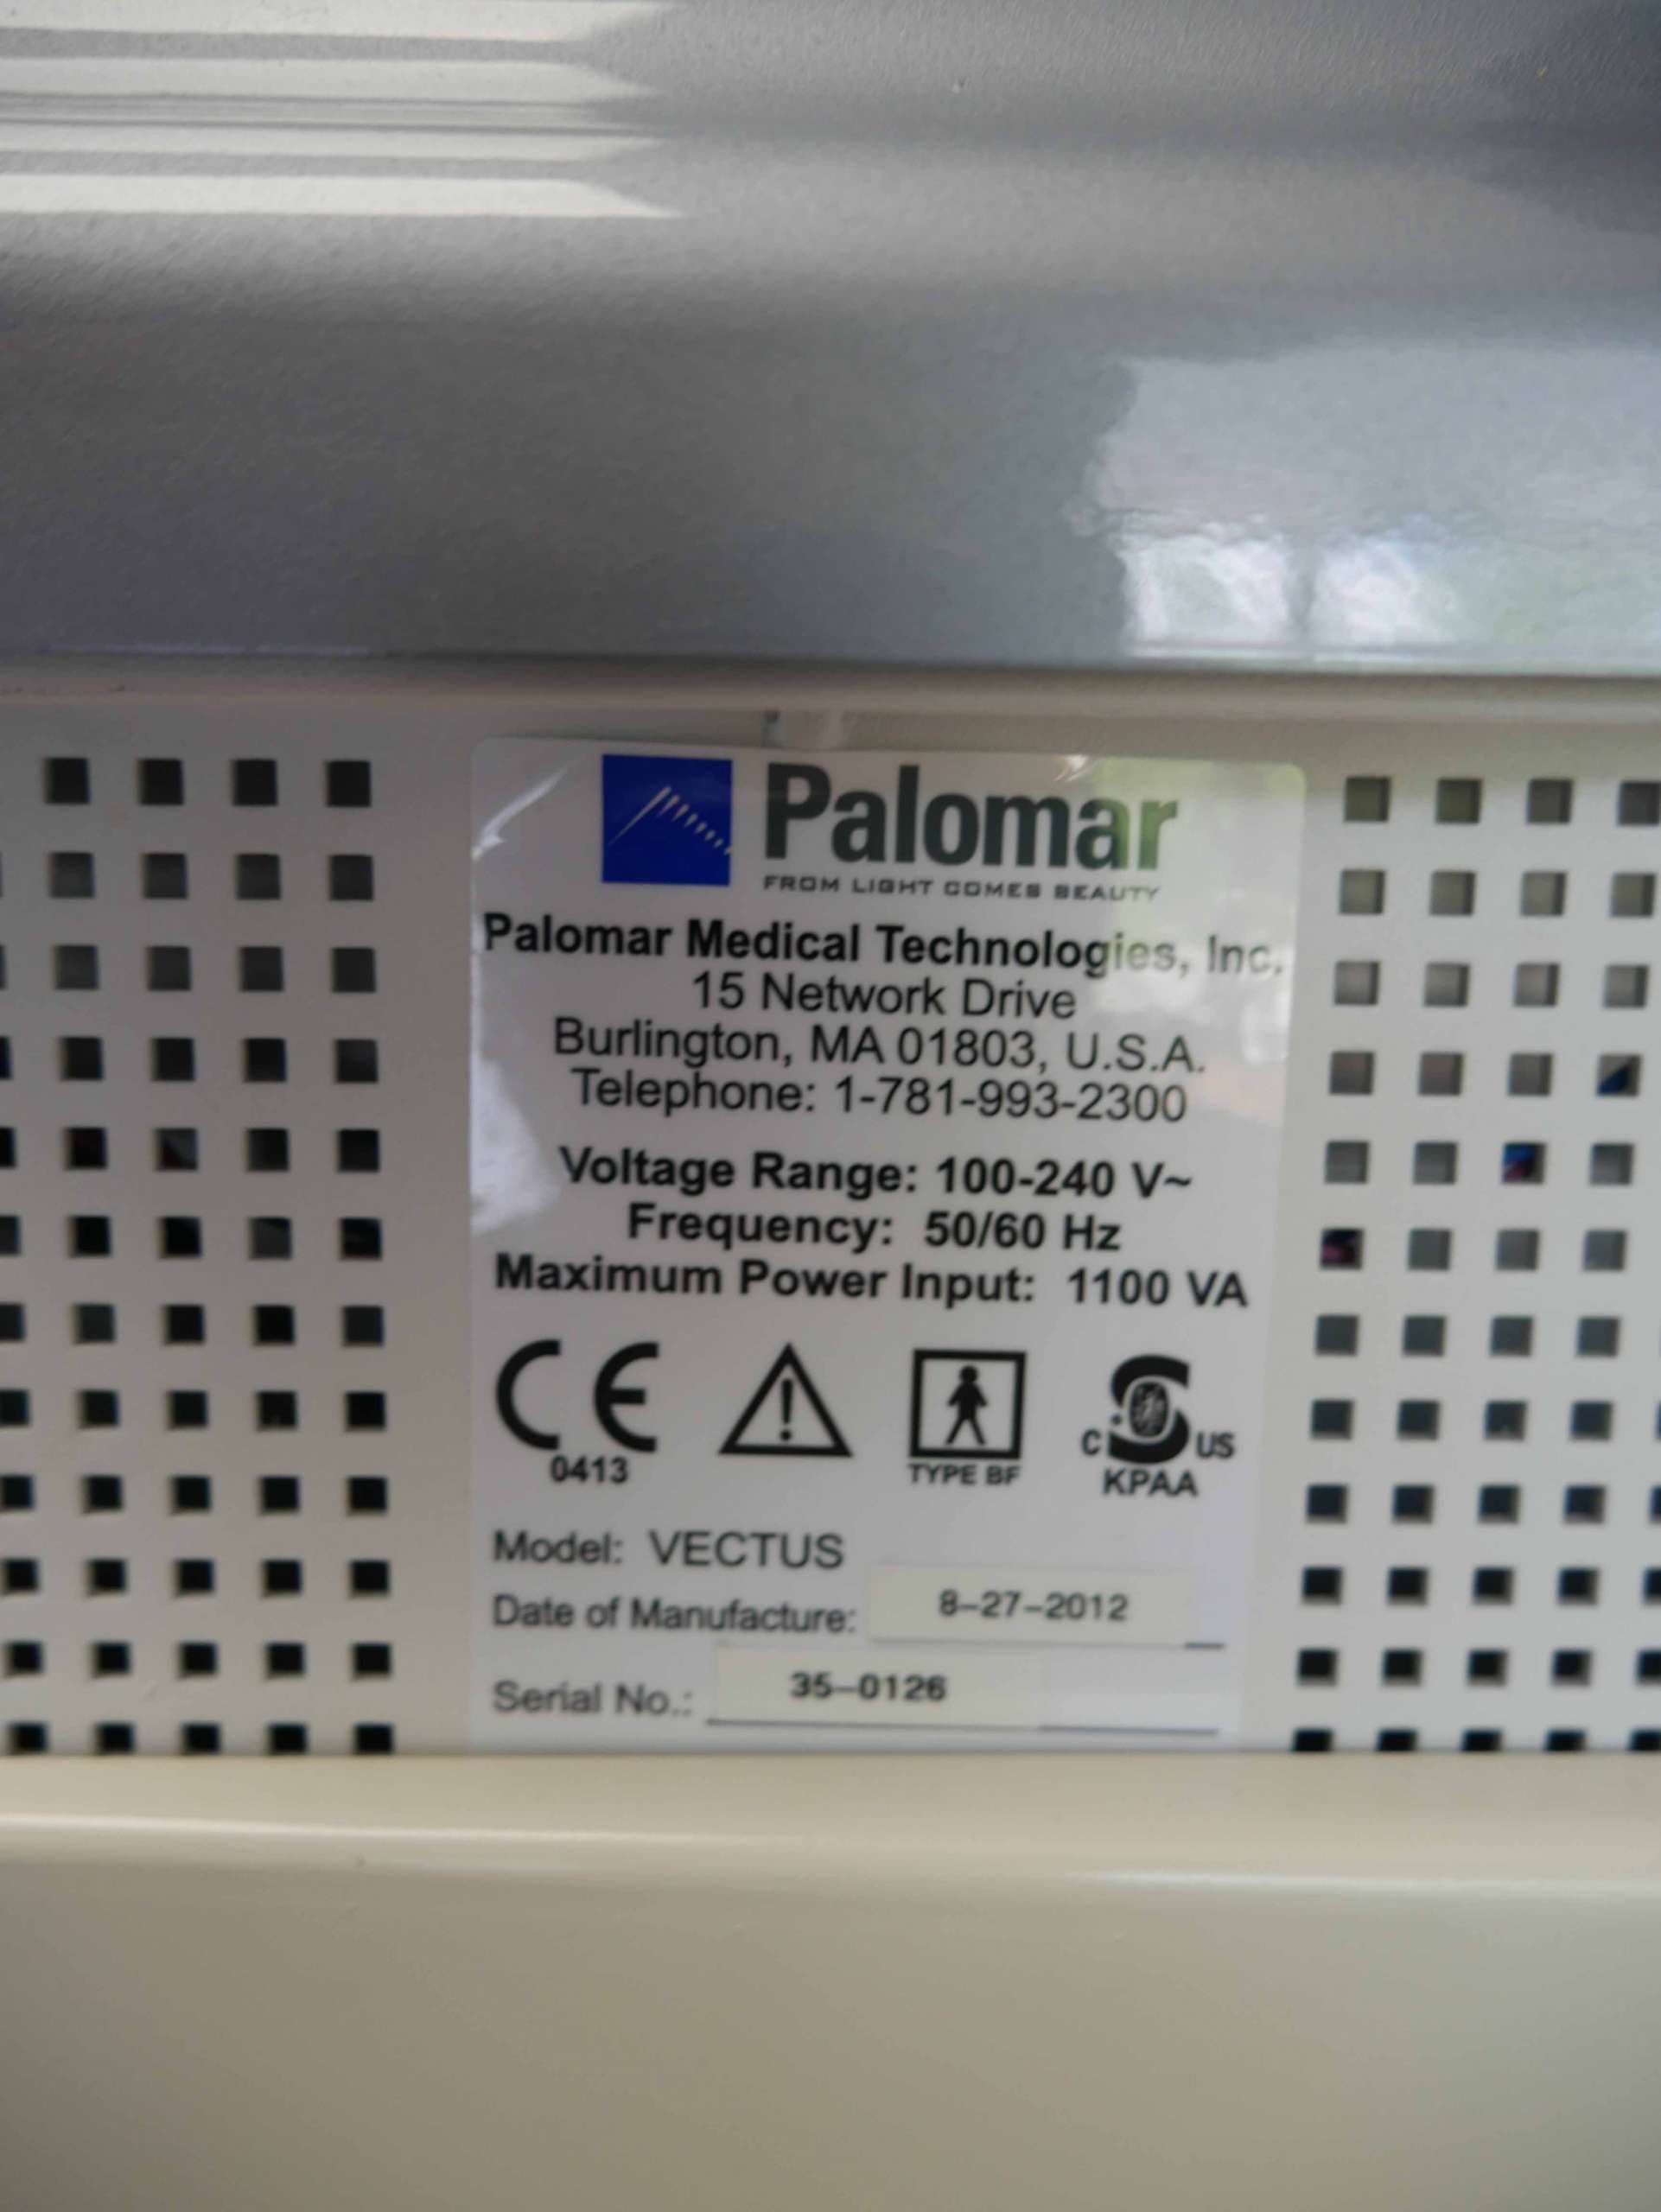 Palomar
FROM LIGHT COMES BEAUTY
Palomar Medical Technologies, Inc.
15 Network Drive
Burlington, MA 01803, U.S.A.
Telephone: 1-781-993-2300
Voltage Range: 100-240 V~
Frequency: 50/60 Hz
Maximum Power Input: 1100 VA
CE
0413
TYPE BF
C US
KPAA
Model: VECTUS
Date of Manufacture: 8-27-2012
Serial No.: 35-0126